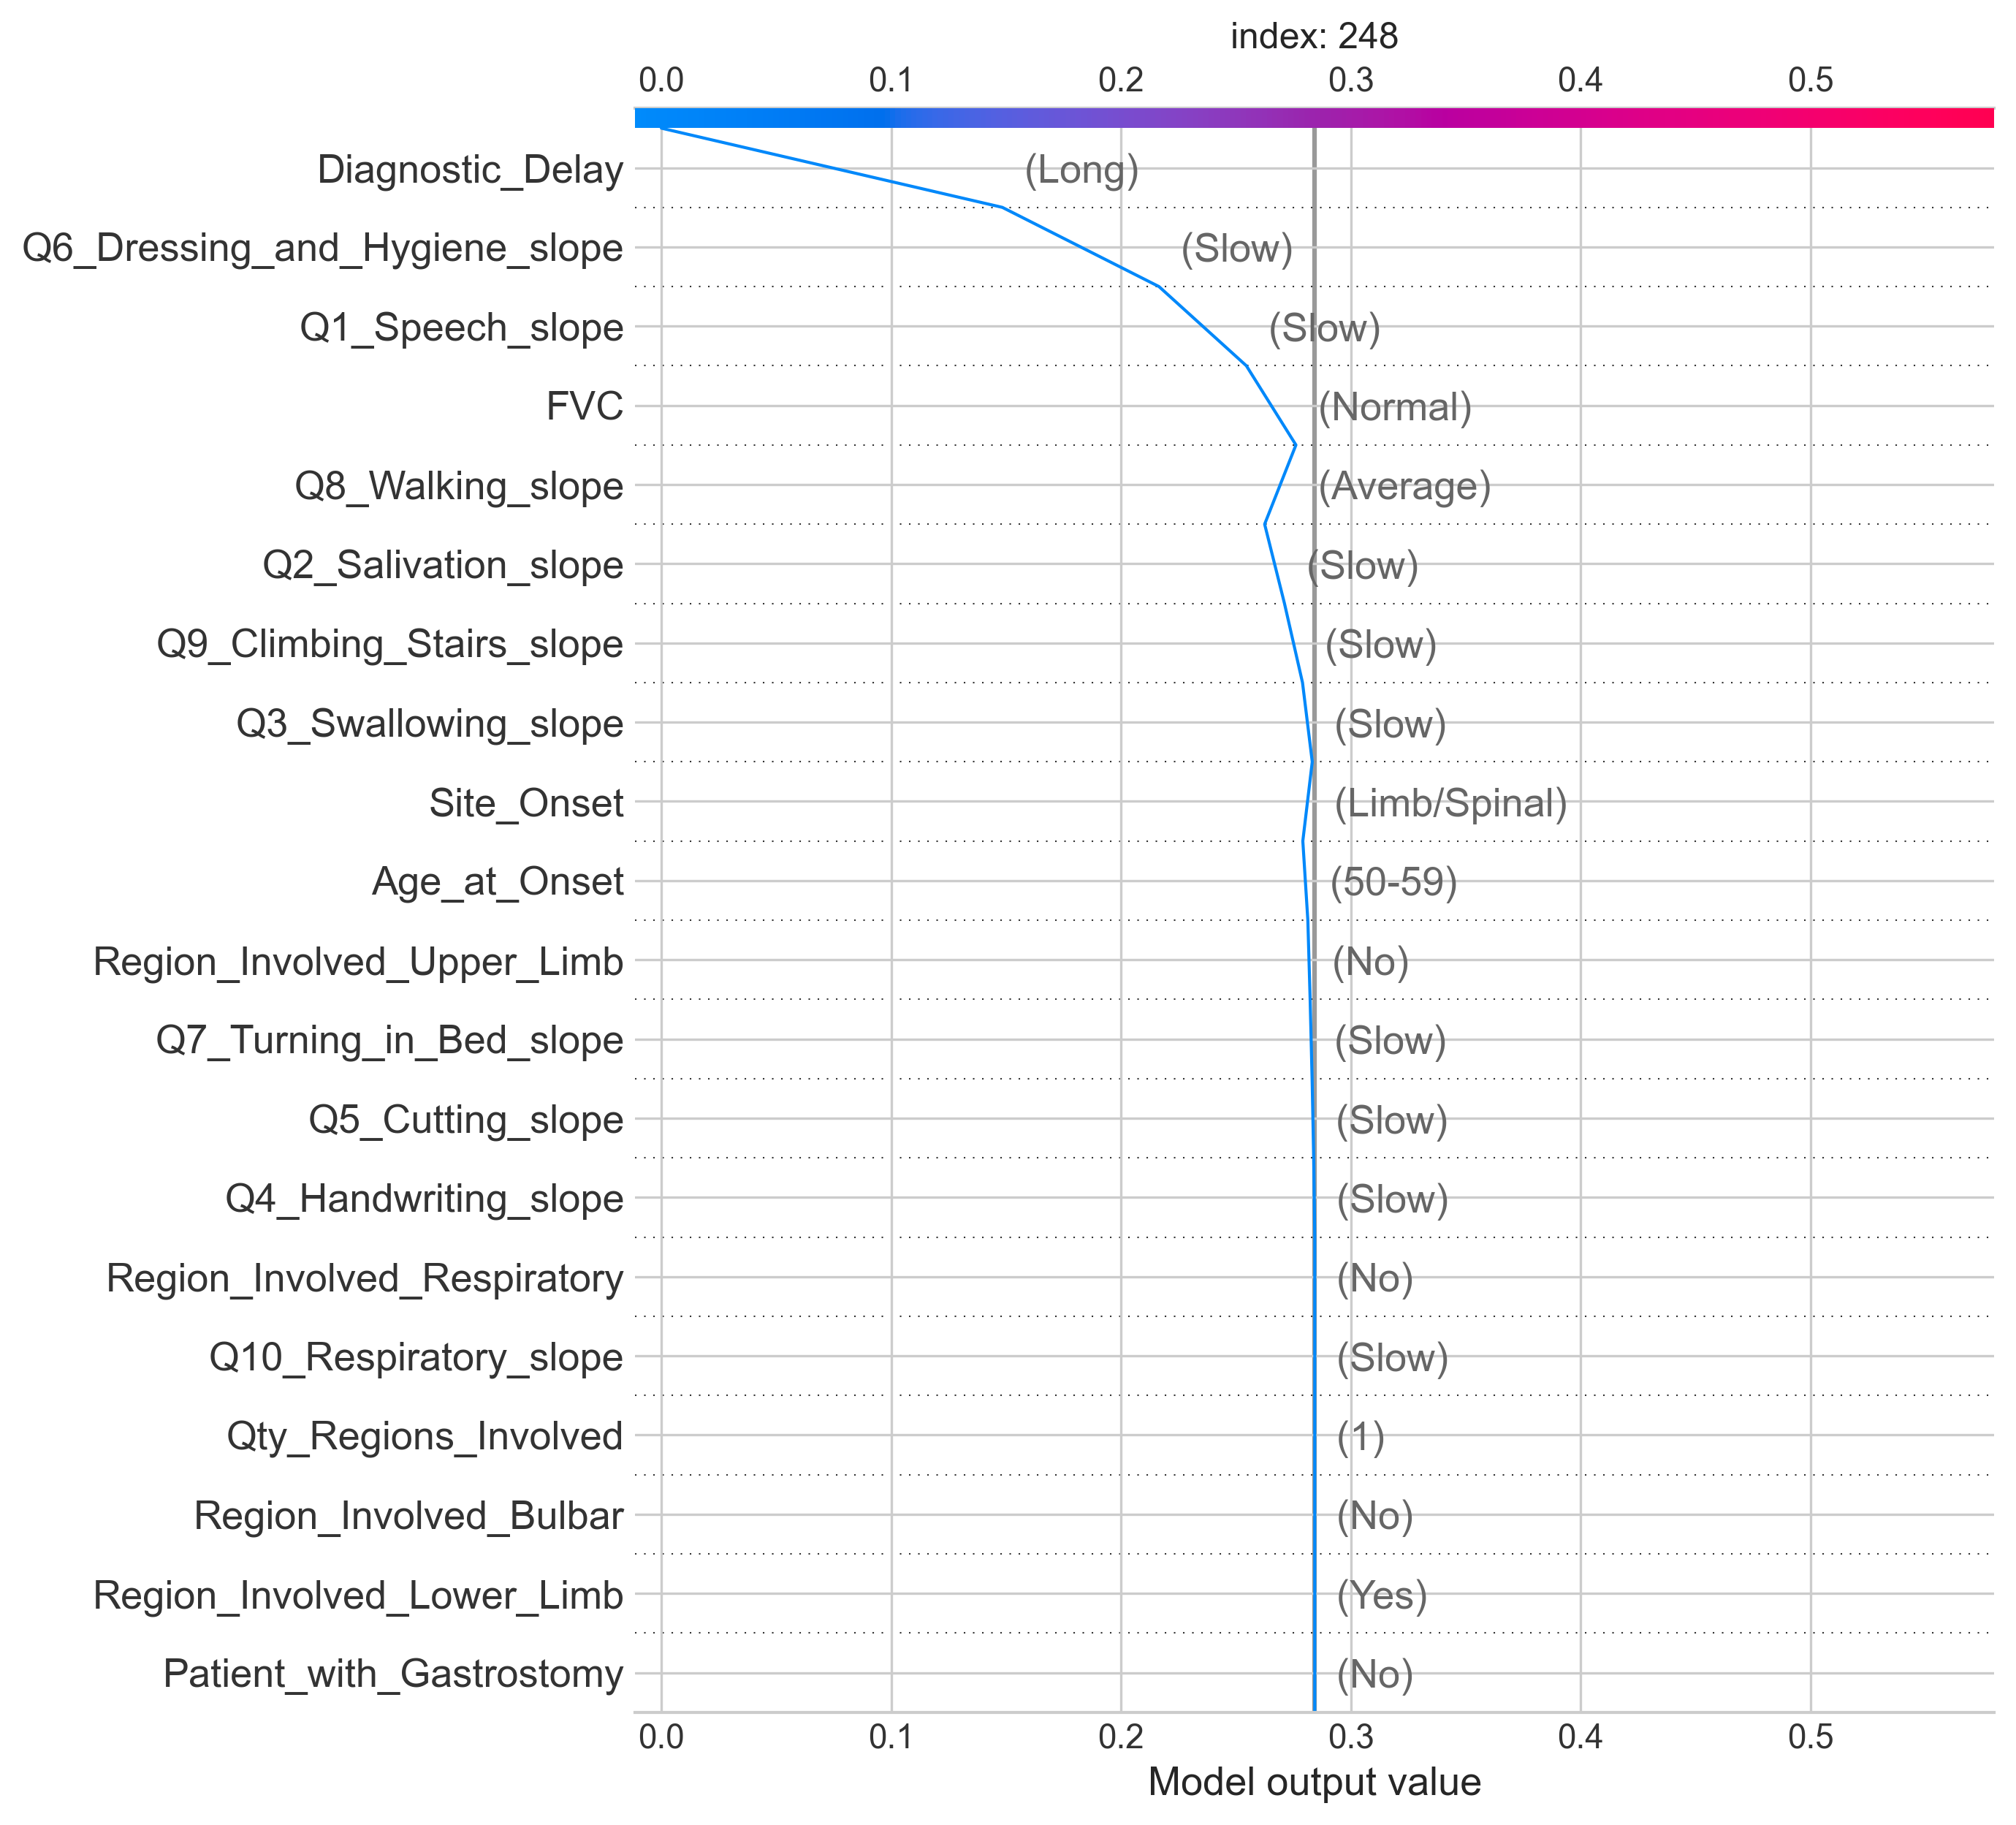 index: 248
0.0 0.1 0.2 0.3 0.4 0.5
Diagnostic_Delay (Long)
Q6_Dressing_and_Hygiene_slope (Slow)
Q1_Speech_slope (Slow)
FVC (Normal)
Q8_Walking_slope (Average)
Q2_Salivation_slope (Slow)
Q9_Climbing_Stairs_slope (Slow)
Q3_Swallowing_slope (Slow)
Site_Onset (Limb/Spinal)
Age_at_Onset (50-59)
Region_Involved_Upper_Limb (No)
Q7_Turning_in_Bed_slope (Slow)
Q5_Cutting_slope (Slow)
Q4_Handwriting_slope (Slow)
Region_Involved_Respiratory (No)
Q10_Respiratory_slope (Slow)
Qty_Regions_Involved (1)
Region_Involved_Bulbar (No)
Region_Involved_Lower_Limb (Yes)
Patient_with_Gastrostomy (No)
0.0 0.1 0.2 0.3 0.4 0.5
Model output value